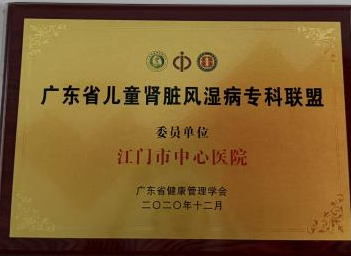 广东省儿童肾脏风湿病专科联盟
委员单位
江门市中心医院
广东省健康管理学会
二〇二〇年十二月